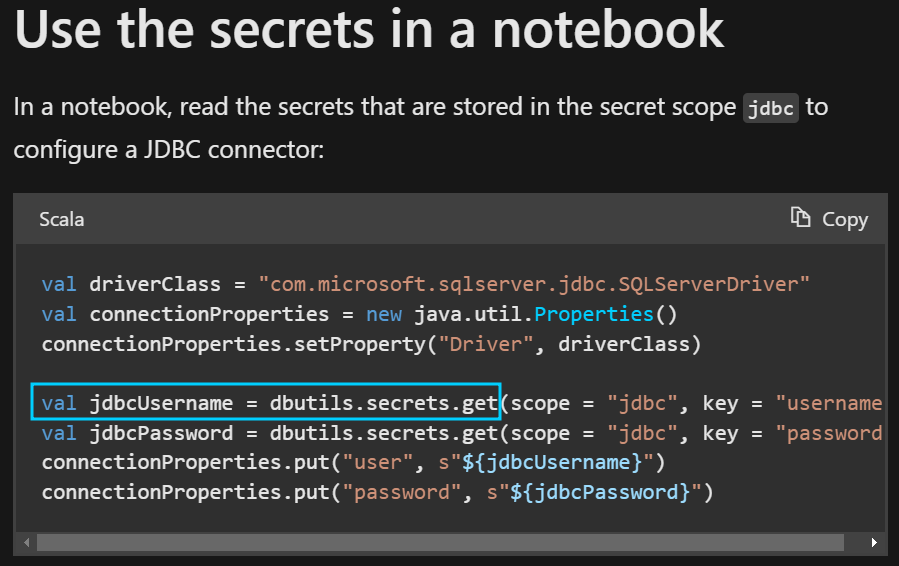 Use the secrets in a notebook
In a notebook, read the secrets that are stored in the secret scope jdbc to
configure a JDBC connector:
Scala
Copy
val driverClass = "com.microsoft.sqlserver.jdbc.SQLServerDriver"
val connectionProperties = new java.util.Properties()
connectionProperties.setProperty("Driver", driverClass)
val jdbcUsername = dbutils.secrets.get(scope = "jdbc", key = "username
val jdbcPassword = dbutils.secrets.get(scope = "jdbc", key = "password
connectionProperties.put("user", s"${jdbcUsername}")
connectionProperties.put("password", s"${jdbcPassword}")